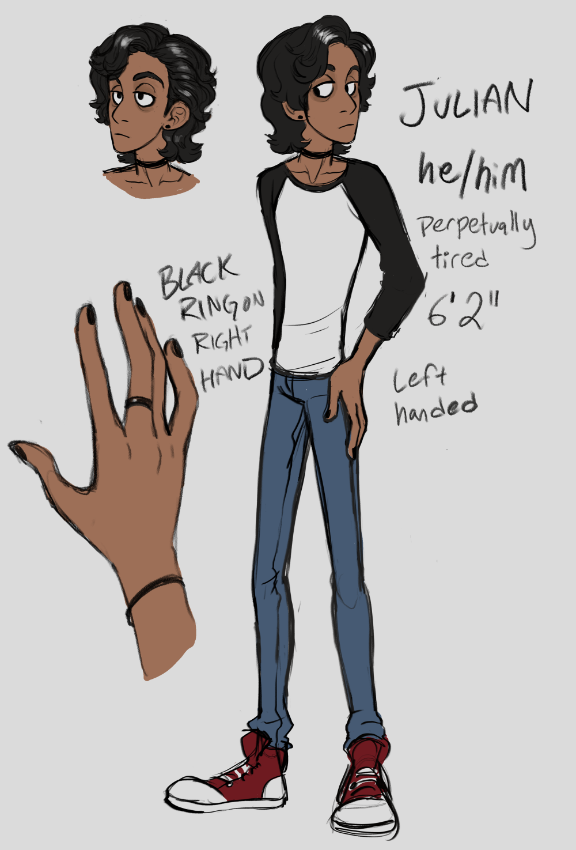 JULIAN
he/him
perpetually
tired
6'2"
Left
handed
BLACK
RING ON
RIGHT
HAND